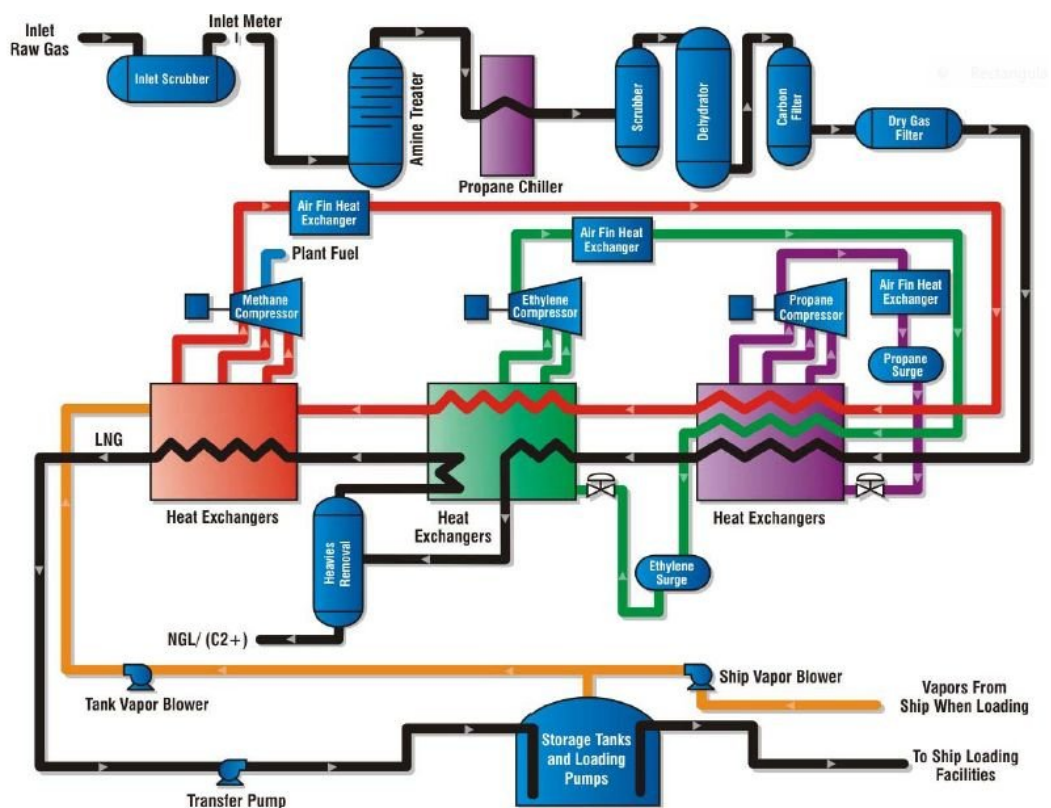 Inlet
Raw Gas
Inlet Meter
Inlet Scrubber
Amine Treater
Propane Chiller
Scrubber
Dehydrator
Carbon
Filter
Dry Gas
Filter
Rectangula
Air Fin Heat
Exchanger
Plant Fuel
Methane
Compressor
Air Fin Heat
Exchanger
Ethylene
Compressor
Propane
Compressor
Air Fin Heat
Exchanger
Propane
Surge
LNG
Heat Exchangers
Heat
Exchangers
Heat Exchangers
Heavies
Removal
Ethylene
Surge
NGL/ (C2+)
Tank Vapor Blower
Ship Vapor Blower
Vapors From
Ship When Loading
Storage Tanks
and Loading
Pumps
Transfer Pump
To Ship Loading
Facilities